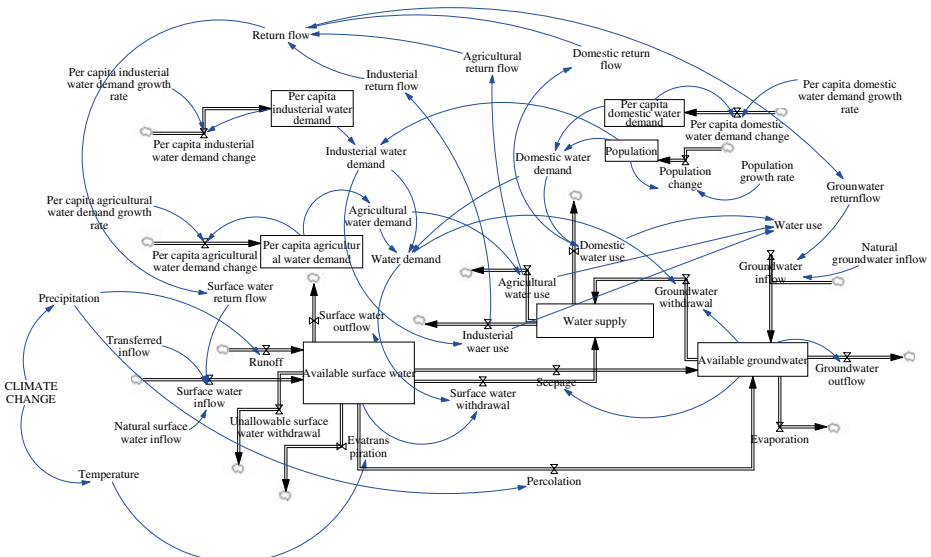 Return flow
Per capita industerial
water demand growth
rate
Industerial
return flow
Agricultural
return flow
Domestic return
flow
Per capita domestic
water demand growth
rate
Per capita
industerial water
demand
Per capita
domestic water
demand
Per capita domestic
water demand change
Per capita industerial
water demand change
Industrial water
demand
Domestic water
demand
Population
Population
change
Population
growth rate
Grounwater
returnflow
Per capita agricultural
water demand growth
rate
Agricultural
water demand
Water use
Per capita agricultural
water demand change
Per capita agricultur
al water demand
Water demand
Domestic
water use
Natural
groundwater inflow
Groundwater
inflow
Agricultural
water use
Groundwater
withdrawal
Surface water
return flow
Precipitation
Surface water
outflow
Water supply
Industerial
waer use
Transferred
inflow
Runoff
Available surface water
Available groundwater
Groundwater
outflow
CLIMATE
CHANGE
Surface water
inflow
Seepage
Surface water
withdrawal
Natural surface
water inflow
Unallowable surface
water withdrawal
Evatrans
piration
Evaporation
Temperature
Percolation